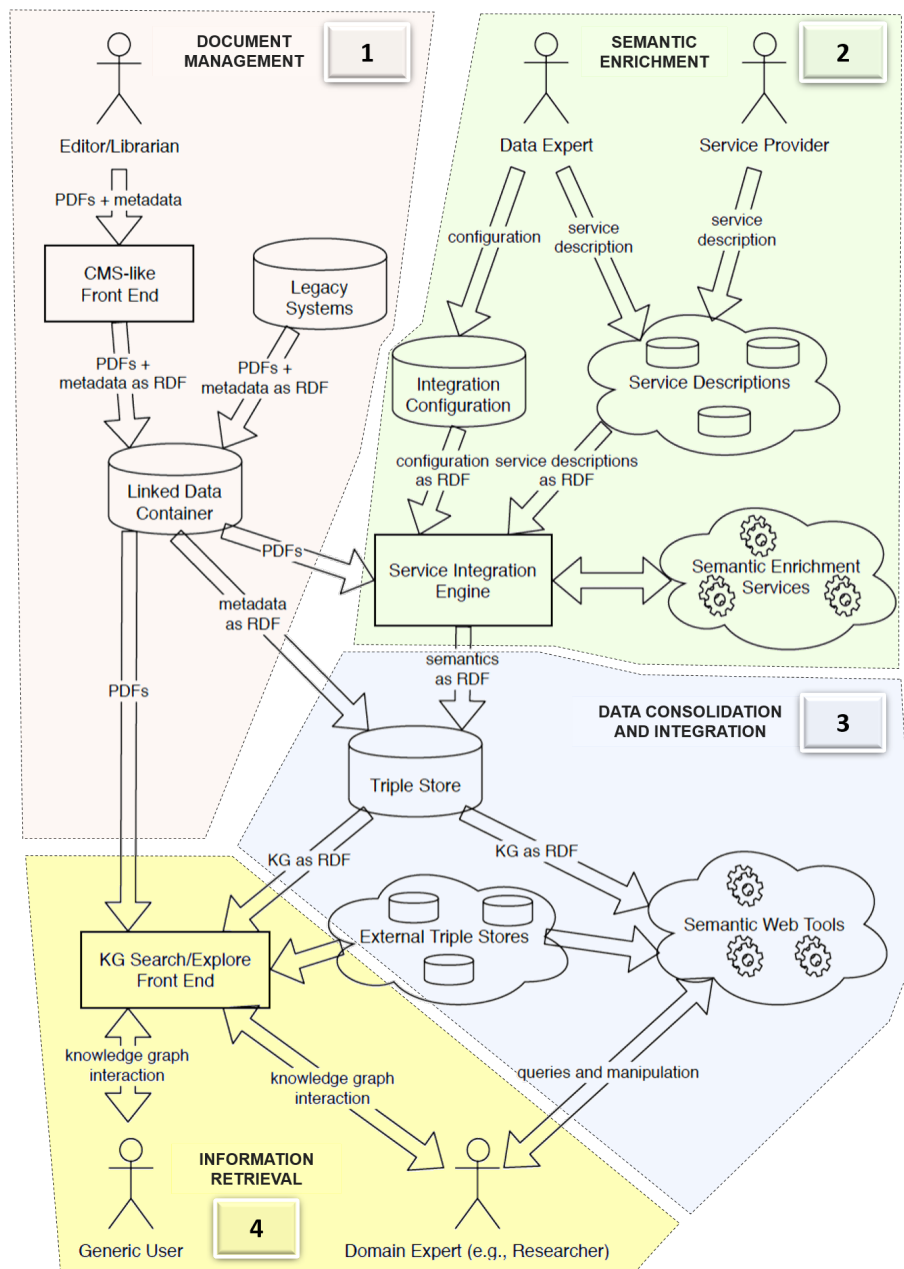 DOCUMENT
MANAGEMENT
1
Editor/Librarian
PDFs + metadata
CMS-like
Front End
Legacy
Systems
PDFs +
metadata as RDF
PDFs +
metadata as RDF
Linked Data
Container
PDFs
metadata
as RDF
PDFs
SEMANTIC
ENRICHMENT
2
Data Expert
Service Provider
configuration
service
description
service
description
Integration
Configuration
Service Descriptions
configuration
as RDF
service descriptions
as RDF
Service Integration
Engine
Semantic Enrichment
Services
semantics
as RDF
DATA CONSOLIDATION
AND INTEGRATION
3
Triple Store
KG as RDF
KG as RDF
External Triple Stores
Semantic Web Tools
KG Search/Explore
Front End
knowledge graph
interaction
knowledge graph
interaction
queries and manipulation
INFORMATION
RETRIEVAL
4
Generic User
Domain Expert (e.g., Researcher)